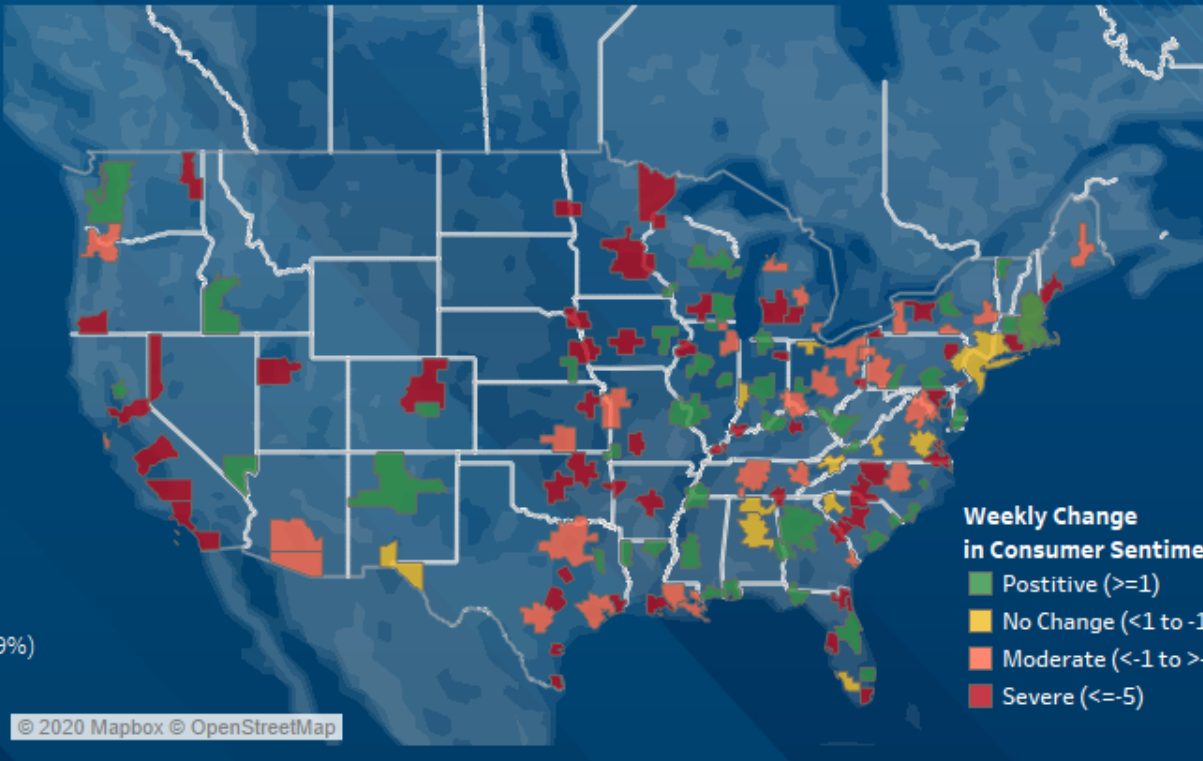 Weekly Change
in Consumer Sentime
Postitive (>=1)
No Change (<1 to -1
Moderate (<-1 to >-
Severe (<=-5)
9%)
© 2020 Mapbox © OpenStreetMap